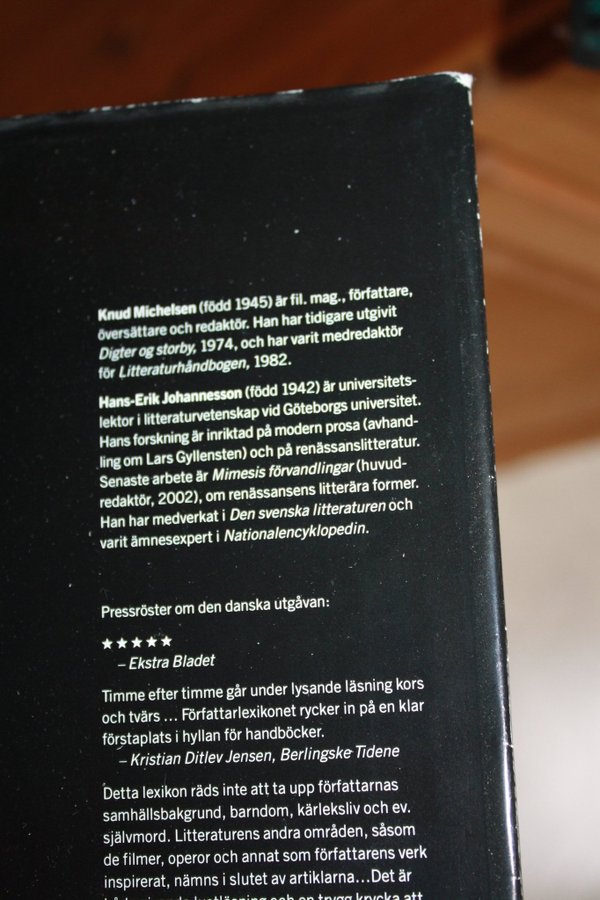 Knud Michelsen (född 1945) är fil. mag., författare,
översättare och redaktör. Han har tidigare utgivit
Digter og storby, 1974, och har varit medredaktör
för Litteraturhåndbogen, 1982.
Hans-Erik Johannesson (född 1942) är universitets-
lektor i litteraturvetenskap vid Göteborgs universitet.
Hans forskning är inriktad på modern prosa (avhand-
ling om Lars Gyllensten) och på renässanslitteratur.
Senaste arbete är Mimesis förvandlingar (huvud-
redaktör, 2002), om renässansens litterära former.
Han har medverkat i Den svenska litteraturen och
varit ämnesexpert i Nationalencyklopedin.
Pressröster om den danska utgåvan:
★★★★★
– Ekstra Bladet
Timme efter timme går under lysande läsning kors
och tvärs ... Författarlexikonet rycker in på en klar
förstaplats i hyllan för handböcker.
– Kristian Ditlev Jensen, Berlingske Tidene
Detta lexikon räds inte att ta upp författarnas
samhällsbakgrund, barndom, kärleksliv och ev.
självmord. Litteraturens andra områden, såsom
de filmer, operor och annat som författarens verk
inspirerat, nämns i slutet av artiklarna...Det är
lustläsning och en trygg krycka att